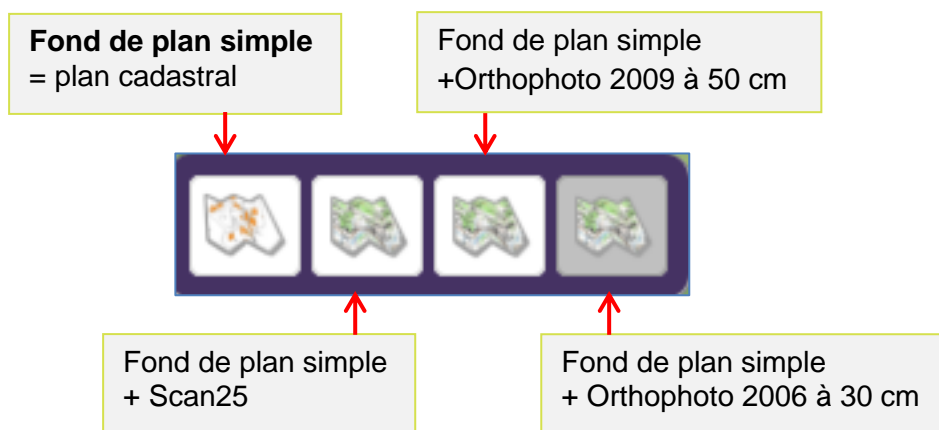 Fond de plan simple
= plan cadastral
Fond de plan simple
+Orthophoto 2009 à 50 cm
Fond de plan simple
+ Scan25
Fond de plan simple
+ Orthophoto 2006 à 30 cm